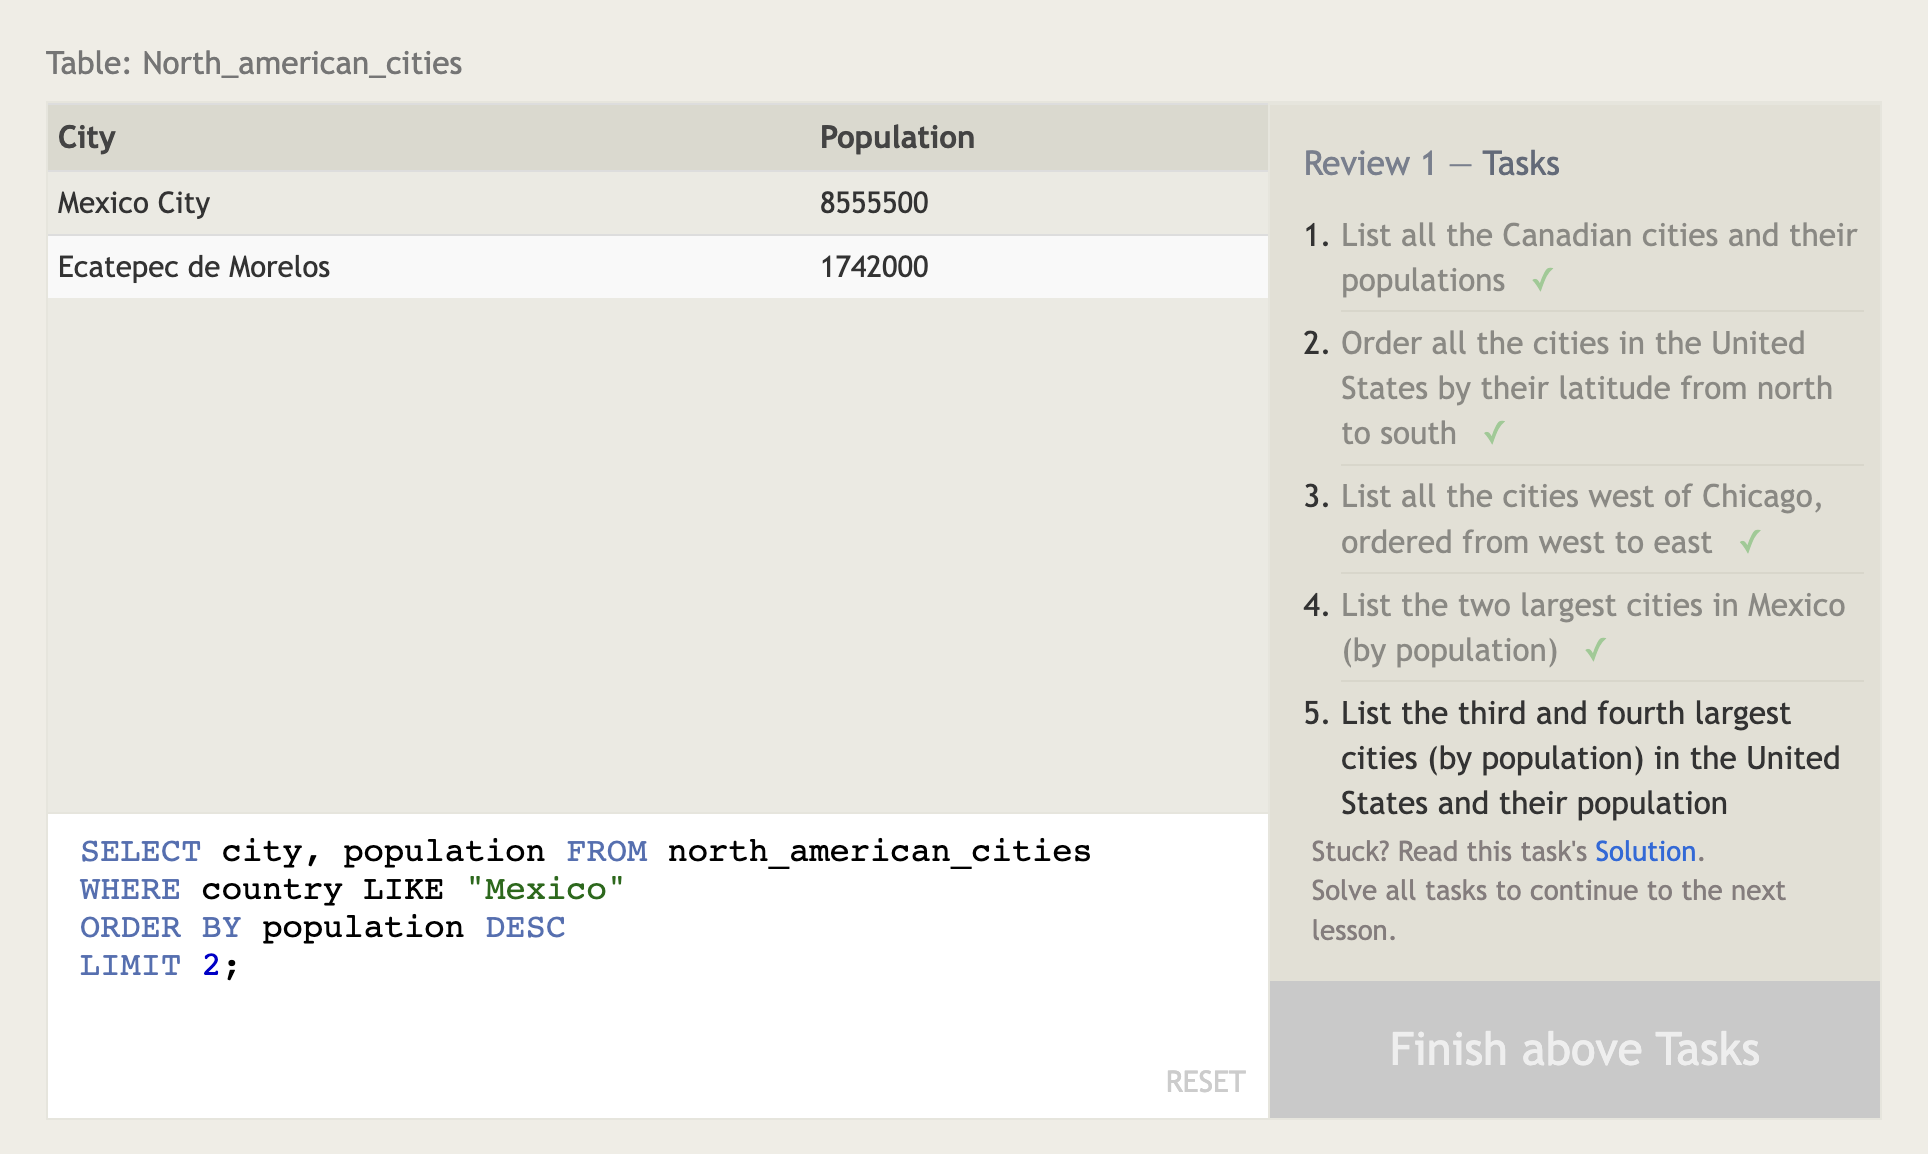 Table: North_american_cities
City Population
Mexico City 8555500
Ecatepec de Morelos 1742000
SELECT city, population FROM north_american_cities
WHERE country LIKE "Mexico"
ORDER BY population DESC
LIMIT 2;
RESET
Review 1 — Tasks
1. List all the Canadian cities and their
populations ✓
2. Order all the cities in the United
States by their latitude from north
to south ✓
3. List all the cities west of Chicago,
ordered from west to east ✓
4. List the two largest cities in Mexico
(by population) ✓
5. List the third and fourth largest
cities (by population) in the United
States and their population
Stuck? Read this task's Solution.
Solve all tasks to continue to the next
lesson.
Finish above Tasks